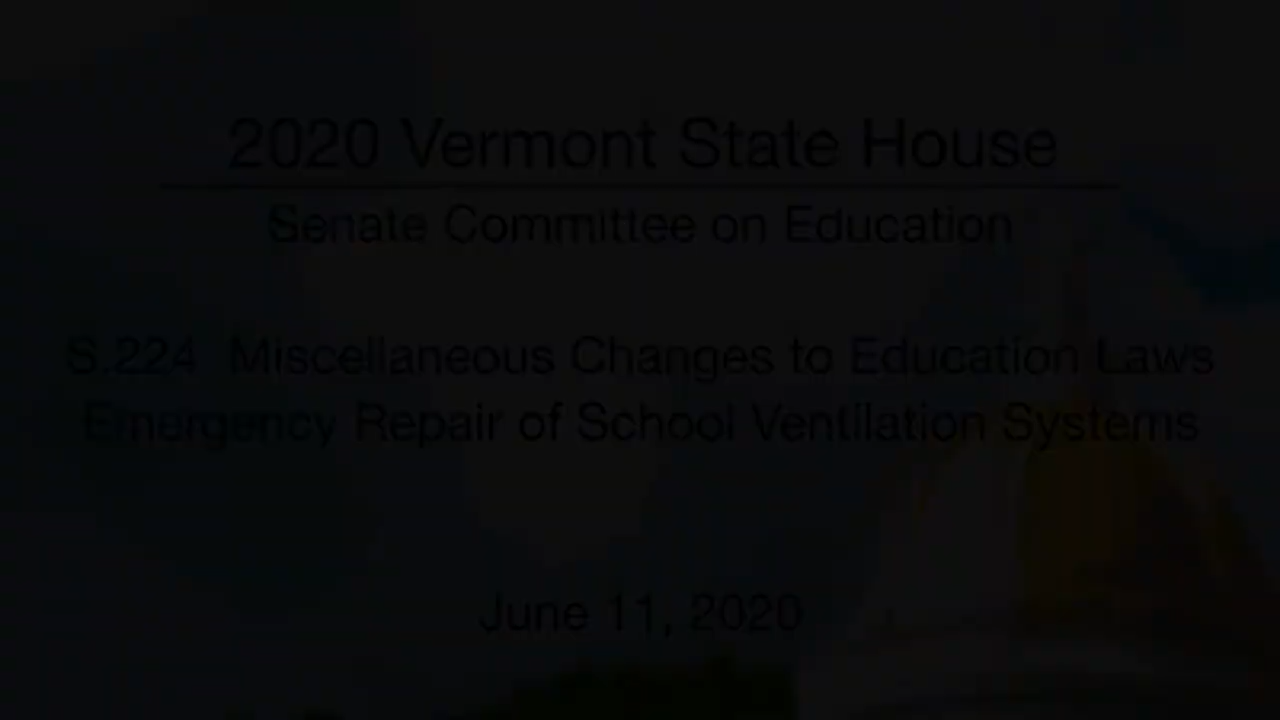 2020 Vermont State House
Senate Committee on Education
S.224 Miscellaneous Changes to Education Laws
Emergency Repair of School Ventilation Systems
June 11, 2020